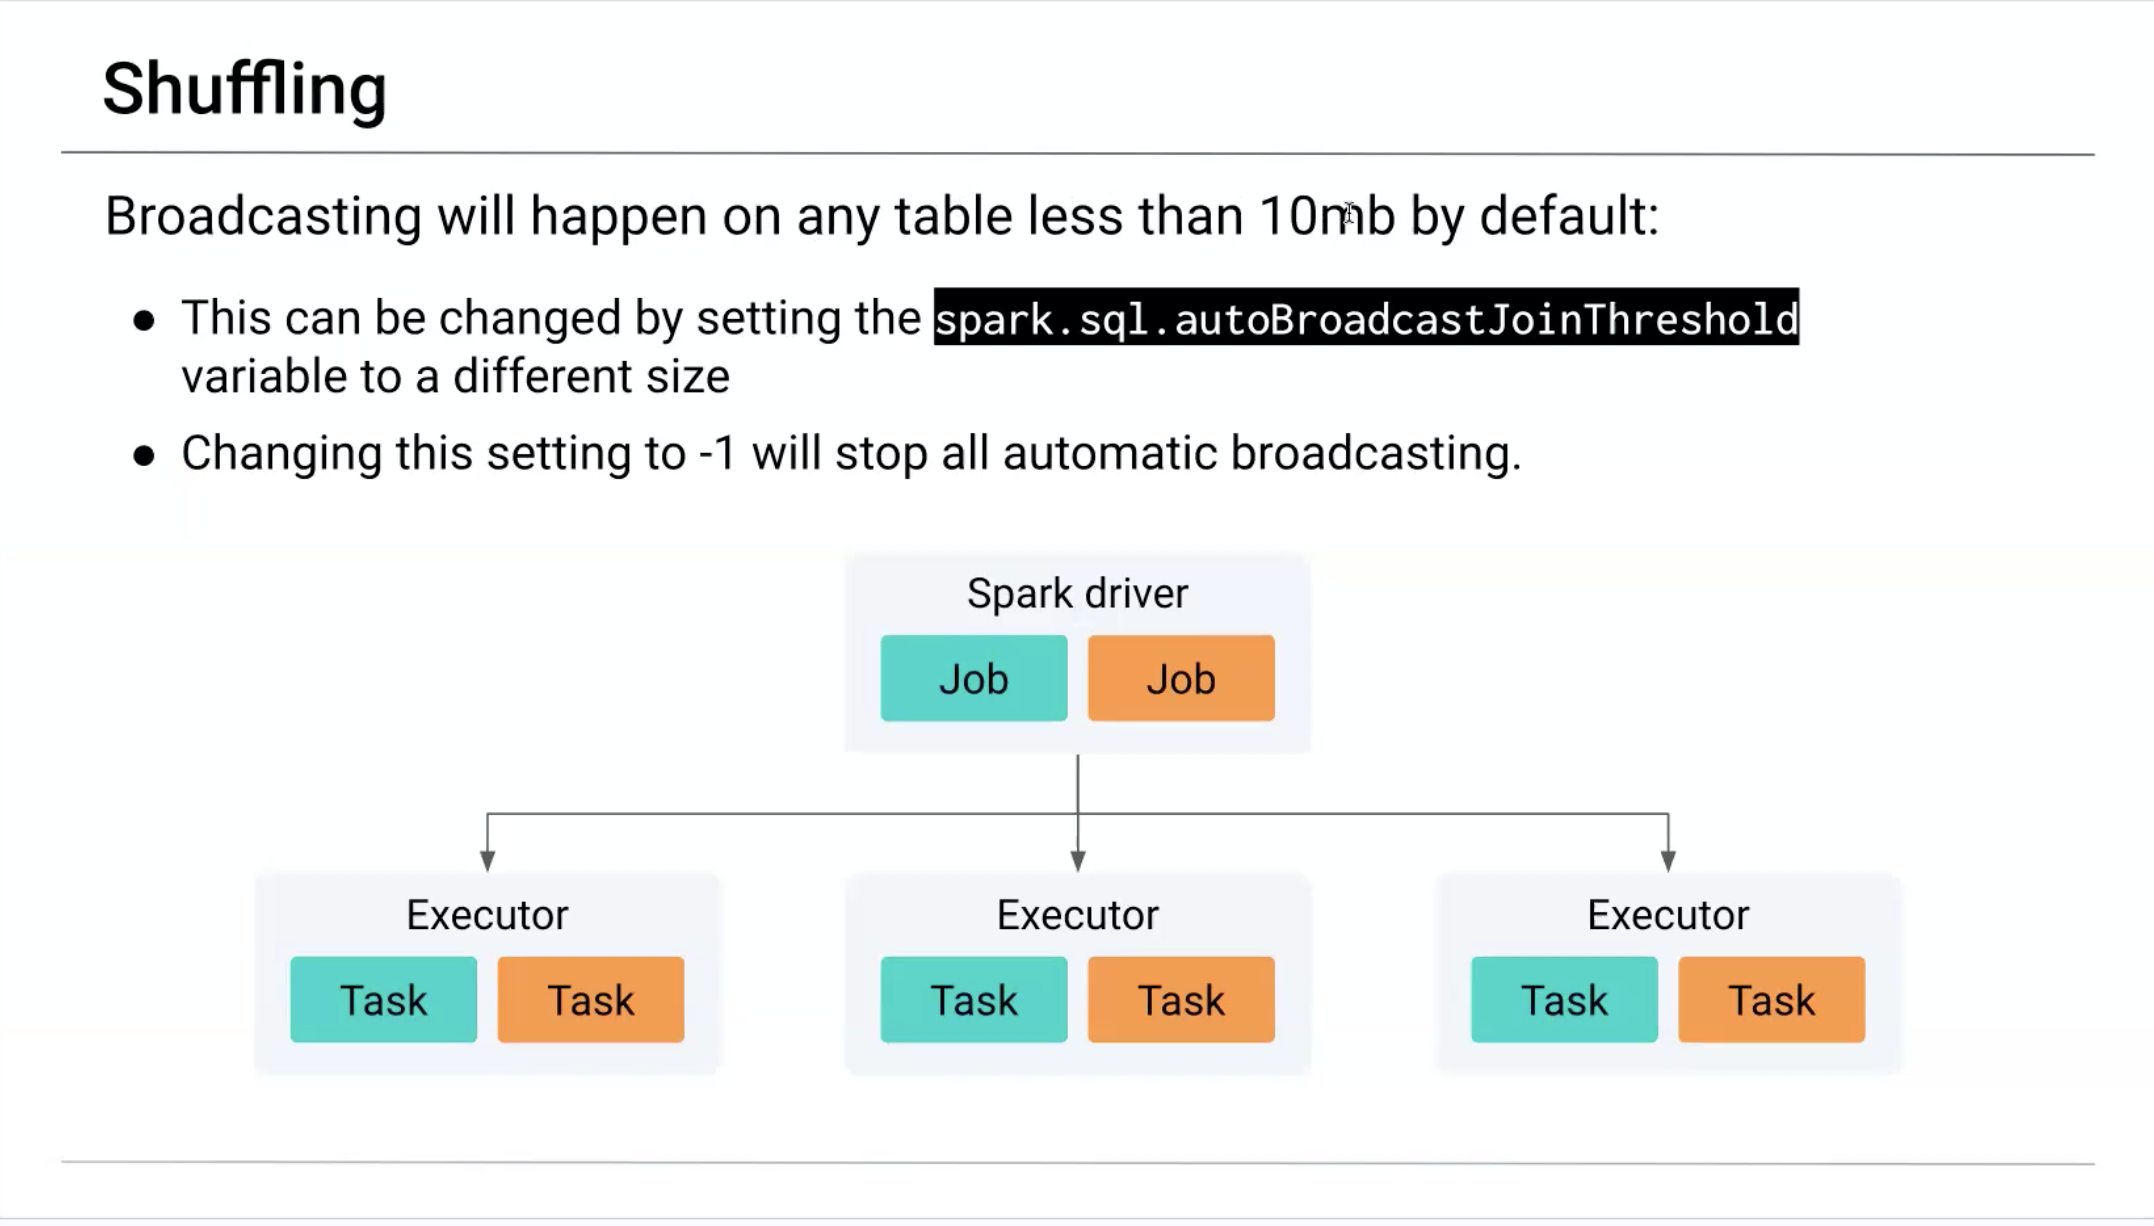 Shuffling
Broadcasting will happen on any table less than 10mb by default:
● This can be changed by setting the spark.sql.autoBroadcastJoinThreshold
variable to a different size
● Changing this setting to -1 will stop all automatic broadcasting.
Spark driver
Job Job
Executor Executor Executor
Task Task Task Task Task Task